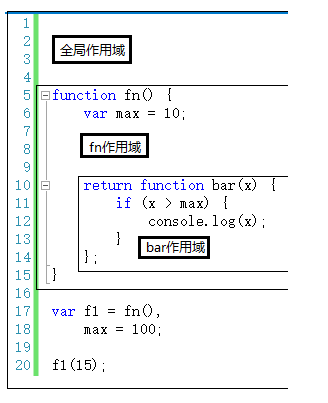 1
2
全局作用域
3
4
5 function fn() {
6 var max = 10;
7
8 fn作用域
9
10 return function bar(x) {
11 if (x > max) {
12 console.log(x);
13 }
bar作用域
14 };
15 }
16
17 var f1 = fn(),
18 max = 100;
19
20 f1(15);